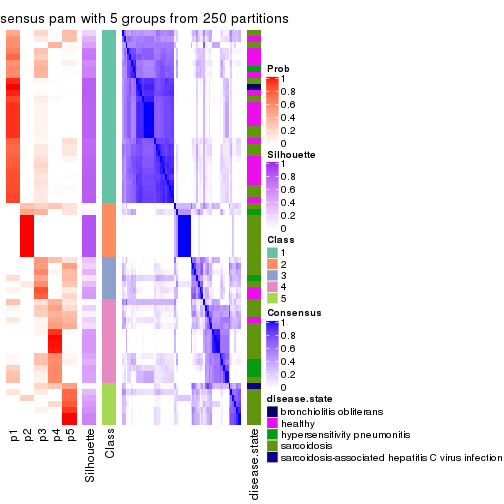 sensus pam with 5 groups from 250 partitions
Prob
1
0.8
0.6
0.4
0.2
0
Silhouette
1
0.8
0.6
0.4
0.2
0
Class
1
2
3
4
5
Consensus
1
0.8
0.6
0.4
0.2
0
disease.state
bronchiolitis obliterans
healthy
hypersensitivity pneumonitis
sarcoidosis
sarcoidosis-associated hepatitis C virus infection
p1
p2
p3
p4
p5
Silhouette
Class
disease.state